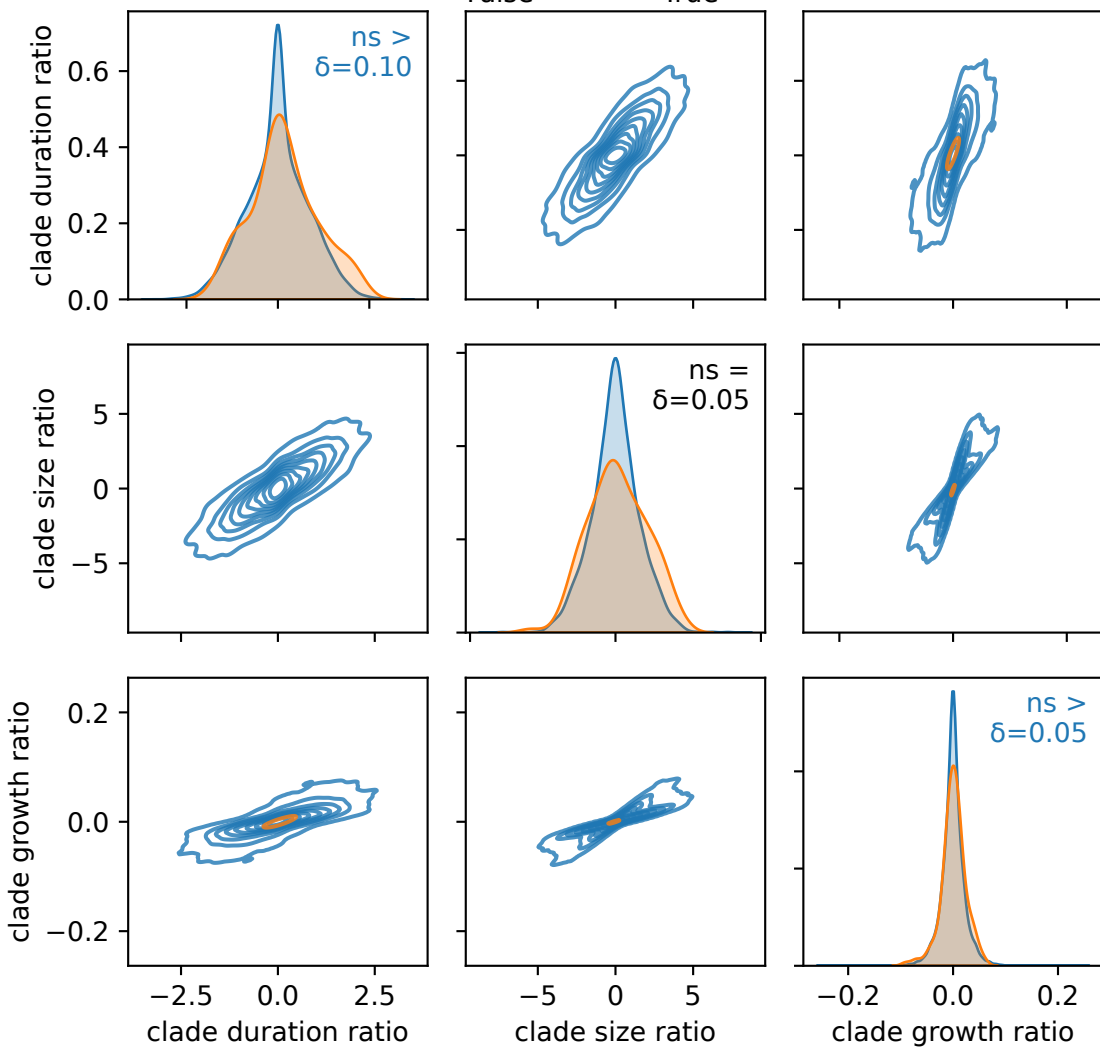 True
ns >
δ=0.10
clade duration ratio
0.6
0.4
0.2
0.0
ns =
δ=0.05
clade size ratio
5
0
−5
ns >
δ=0.05
clade growth ratio
0.2
0.0
−0.2
−2.5 0.0 2.5
−5 0 5
−0.2 0.0 0.2
clade duration ratio
clade size ratio
clade growth ratio